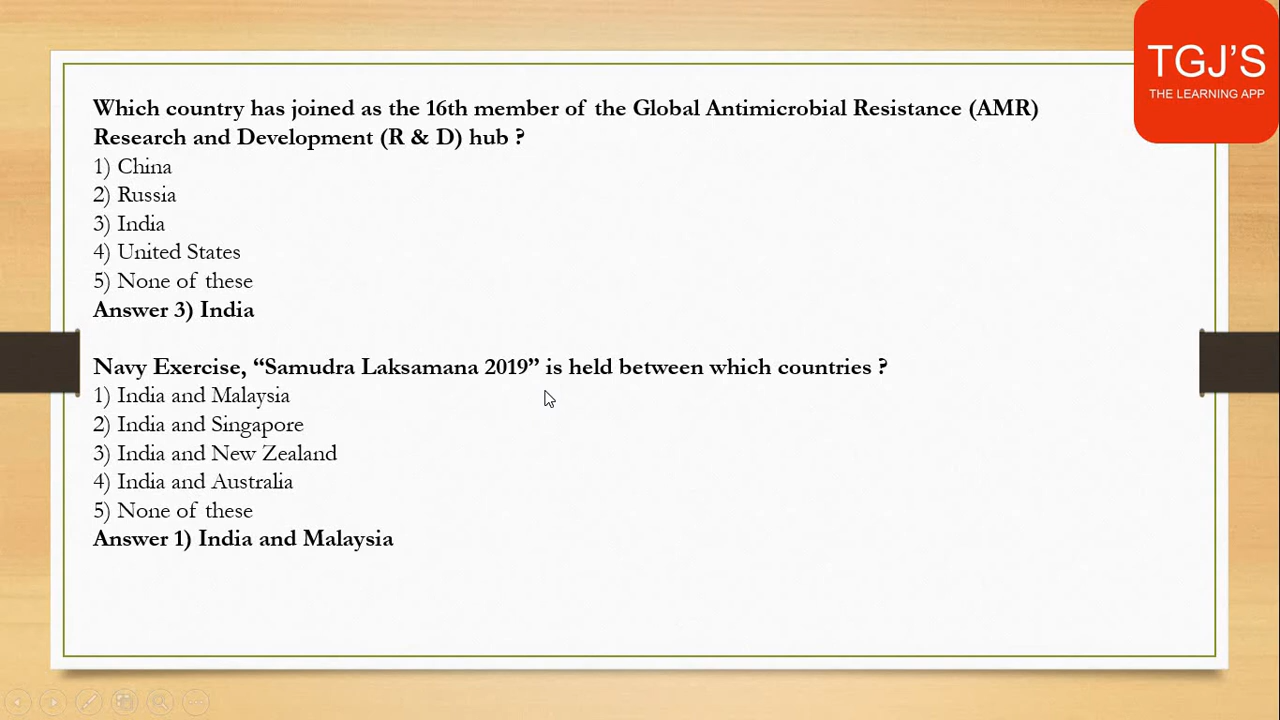 TGJ'S
THE LEARNING APP
Which country has joined as the 16th member of the Global Antimicrobial Resistance (AMR)
Research and Development (R & D) hub ?
1) China
2) Russia
3) India
4) United States
5) None of these
Answer 3) India
Navy Exercise, “Samudra Laksamana 2019” is held between which countries ?
1) India and Malaysia
2) India and Singapore
3) India and New Zealand
4) India and Australia
5) None of these
Answer 1) India and Malaysia